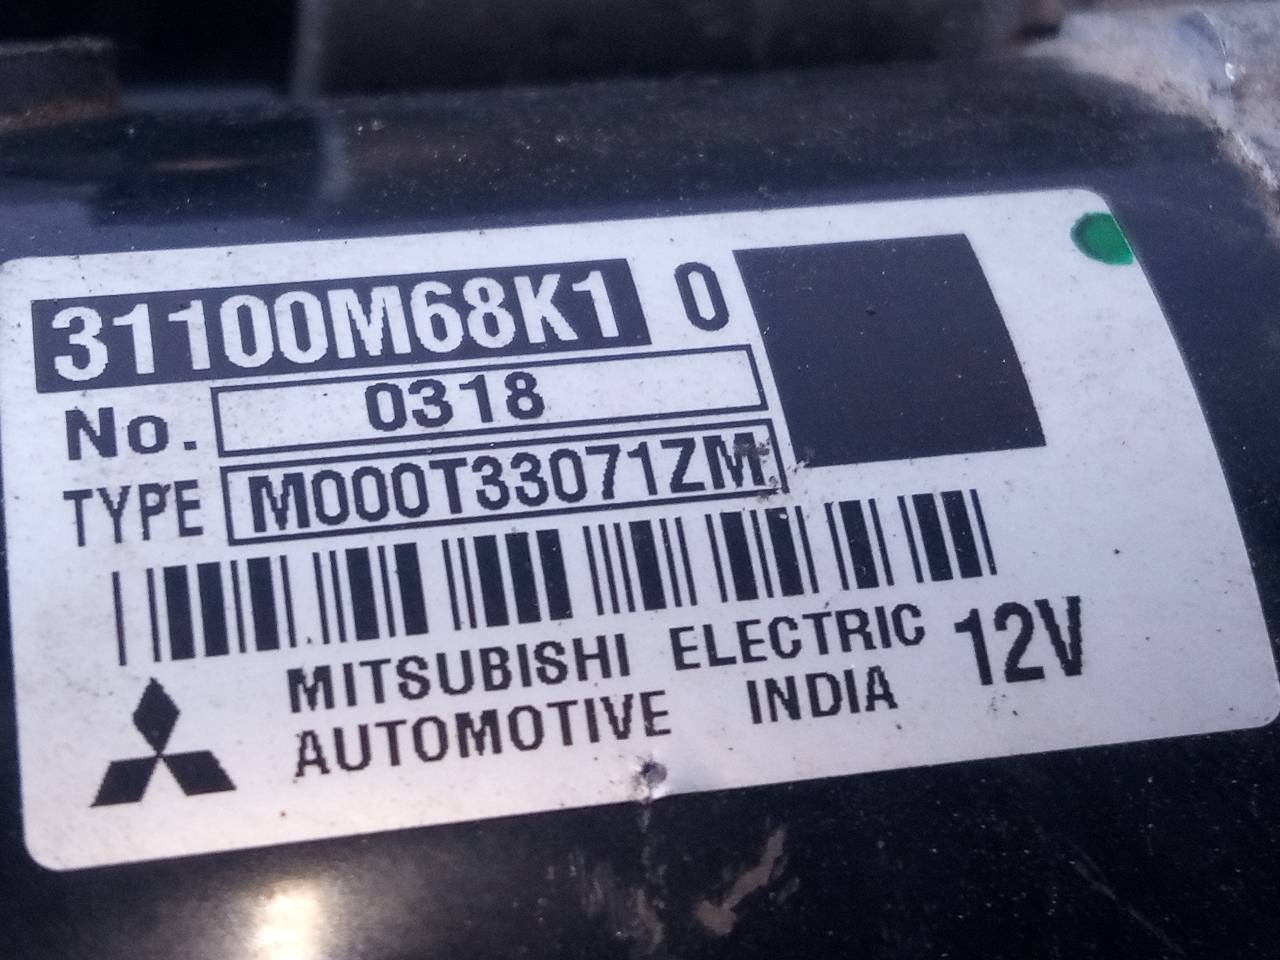 31100M68K1 0
No. 0318
TYPE M000T33071ZM
MITSUBISHI ELECTRIC 12V
AUTOMOTIVE INDIA